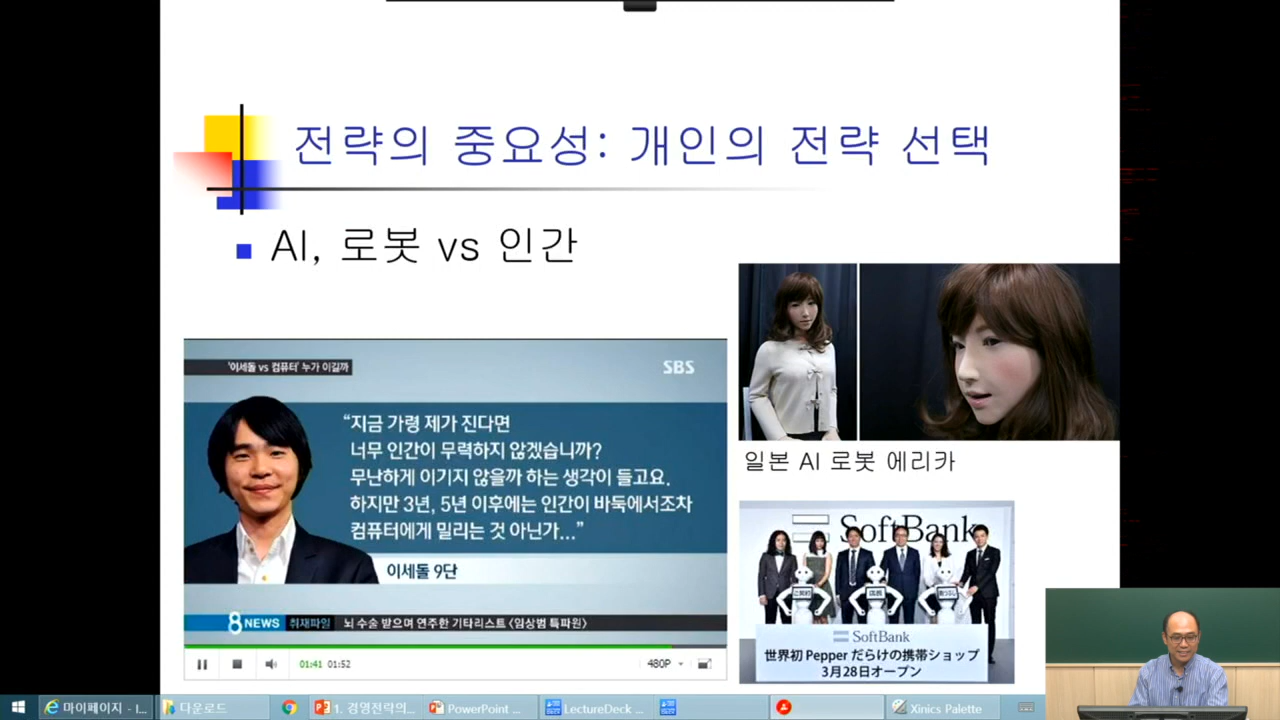 전략의 중요성: 개인의 전략 선택
AI, 로봇 vs 인간
'이세돌 vs 컴퓨터' 누가 이길까
SBS
“지금 가령 제가 진다면
너무 인간이 무력하지 않겠습니까?
무난하게 이기지 않을까 하는 생각이 들고요.
하지만 3년, 5년 이후에는 인간이 바둑에서조차
컴퓨터에게 밀리는 것 아닌가...”
이세돌 9단
8 NEWS 취재파일 뇌 수술 받으며 연주한 기타리스트 <임상범 특파원>
01:41 01:52
480P
일본 AI 로봇 에리카
SoftBank
SoftBank
世界初 Pepper だらけの携帯ショップ
3月28日オープン
마이페이지 - I...
다운로드
1. 경영전략의...
PowerPoint ...
LectureDeck ...
Xinics Palette